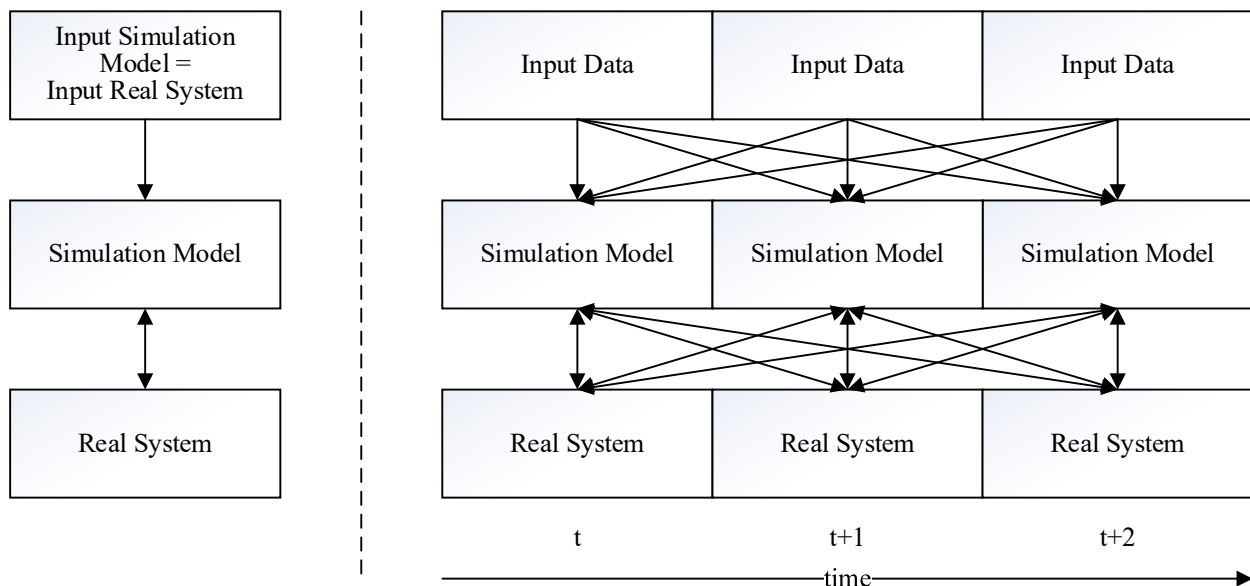 Input Simulation
Model =
Input Real System
Input Data
Input Data
Input Data
Simulation Model
Simulation Model
Simulation Model
Simulation Model
Real System
Real System
Real System
Real System
t
t+1
t+2
time